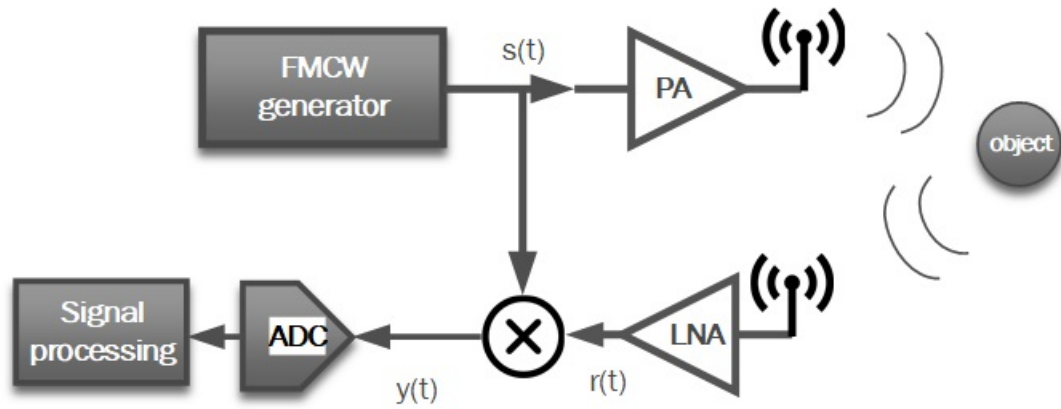 FMCW
generator
s(t)
PA
object
Signal
processing
ADC
y(t)
r(t)
LNA